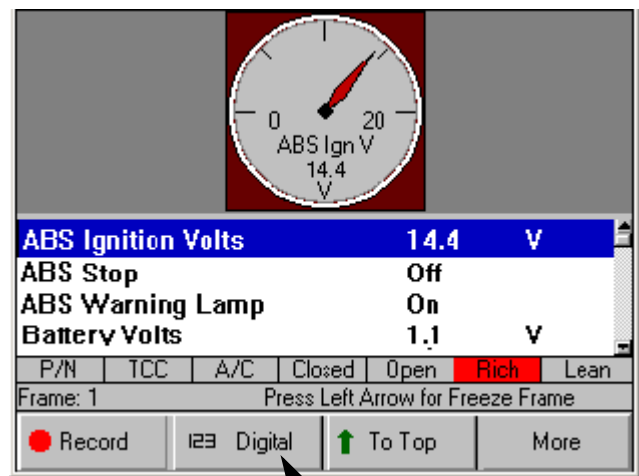 0 20
ABS Ign V
14.4
V
ABS Ignition Volts 14.4 V
ABS Stop Off
ABS Warning Lamp On
Battery Volts 1.1 V
P/N TCC A/C Closed Open Rich Lean
Frame: 1 Press Left Arrow for Freeze Frame
Record 123 Digital To Top More